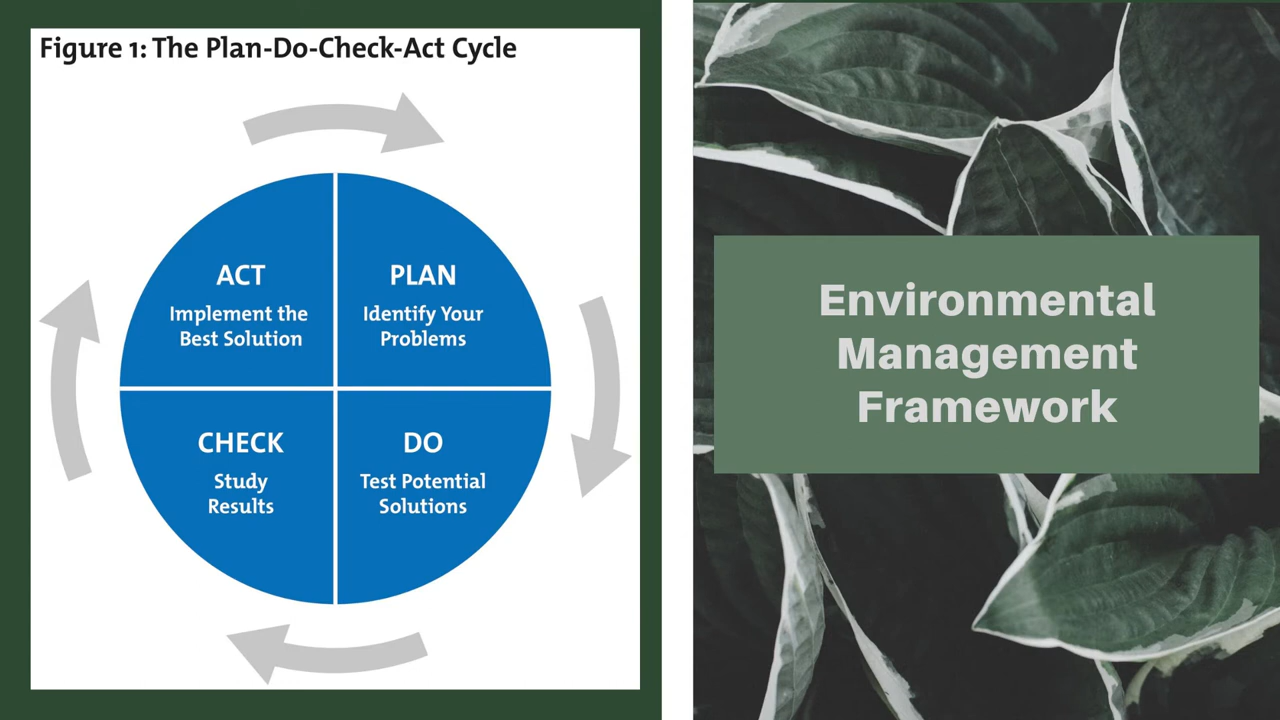 Figure 1: The Plan-Do-Check-Act Cycle
ACT
Implement the
Best Solution
PLAN
Identify Your
Problems
CHECK
Study
Results
DO
Test Potential
Solutions
Environmental
Management
Framework